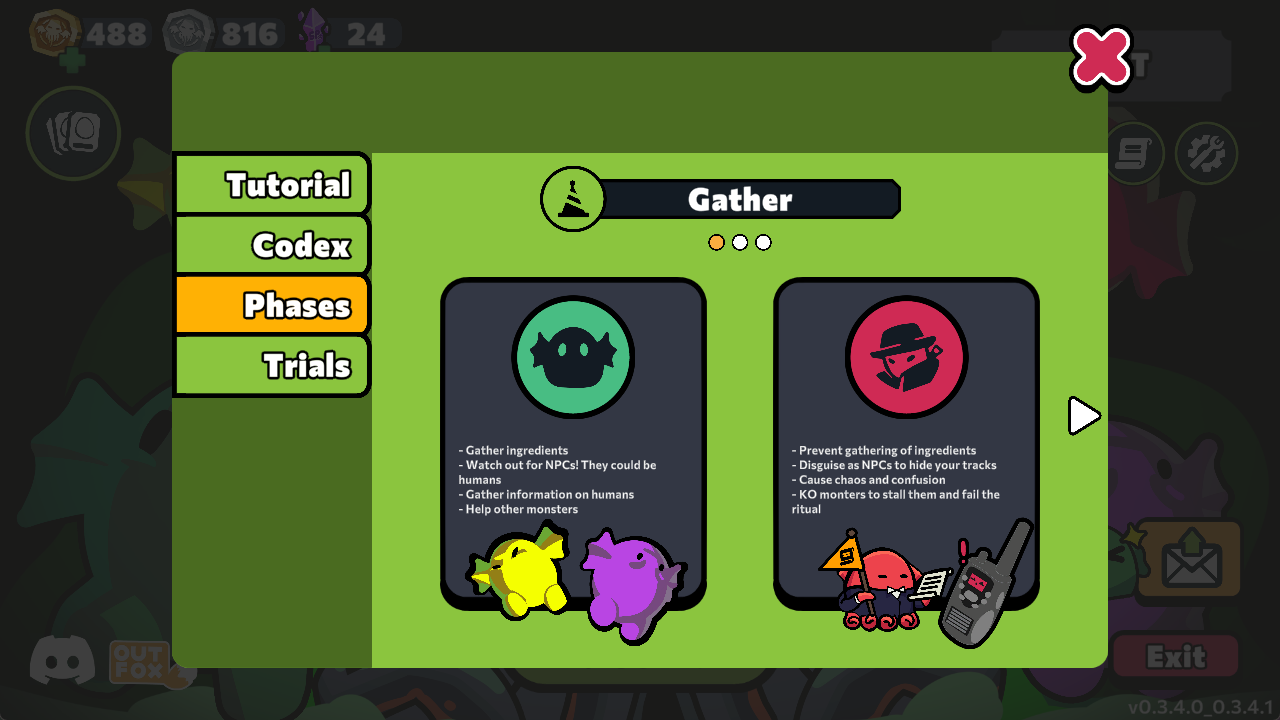 488 816 24
T
Tutorial
Codex
Phases
Trials
Gather
- Gather ingredients
- Watch out for NPCs! They could be
humans
- Gather information on humans
- Help other monsters
- Prevent gathering of ingredients
- Disguise as NPCs to hide your tracks
- Cause chaos and confusion
- KO monters to stall them and fail the
ritual
OUT
FOX
Exit
v0.3.4.0_0.3.4.1